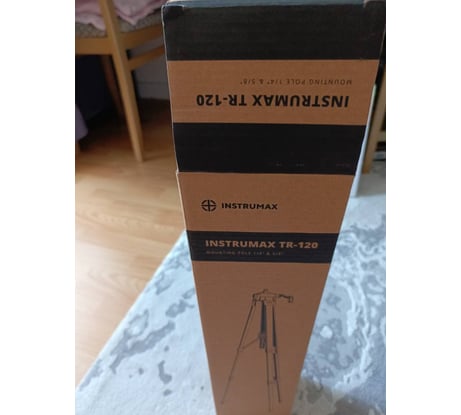 MOUNTING POLE 1/4" & 5/8"
INSTRUMAX TR-120
INSTRUMAX
INSTRUMAX TR-120
MOUNTING POLE 1/4" & 5/8"